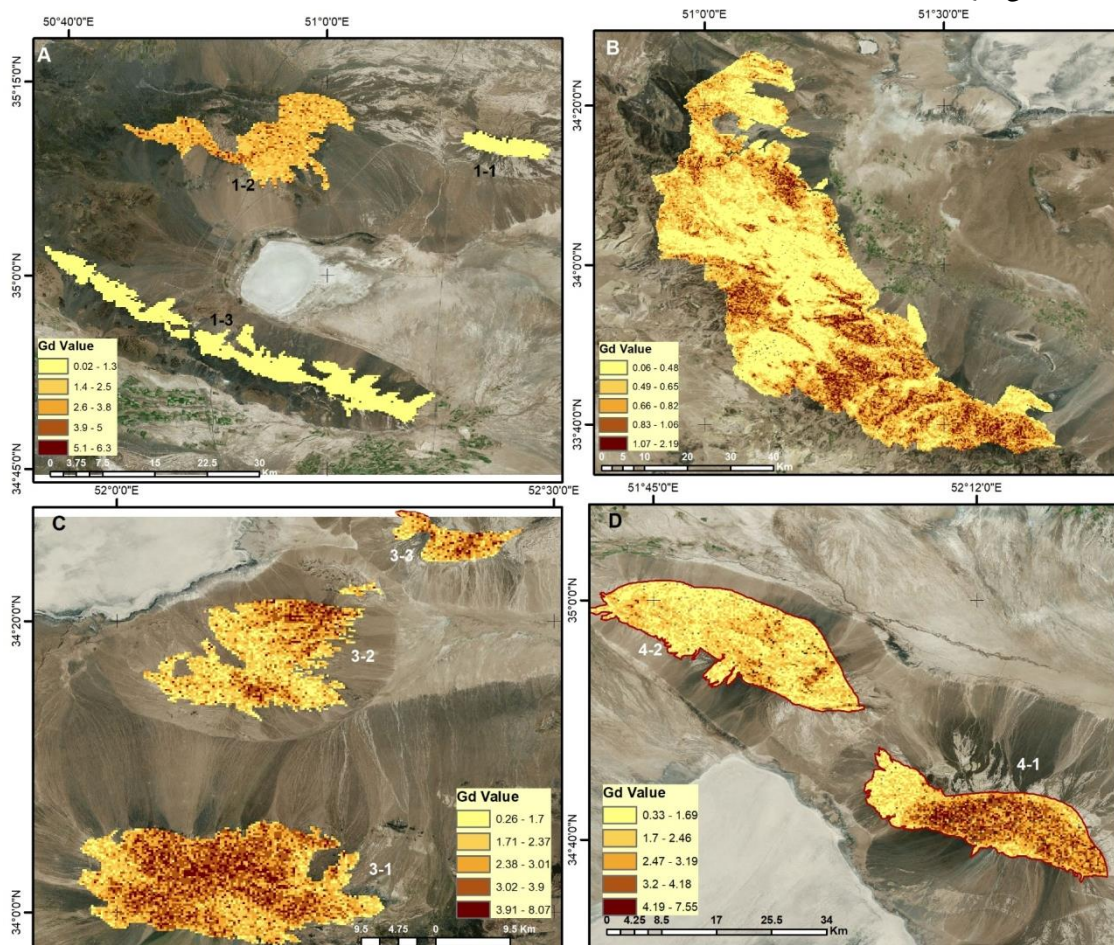 50°40'0"E
51°0'0"E
A
35°15'0"N
35°0'0"N
34°45'0"N
1-2
1-1
1-3
Gd Value
0.02 - 1.3
1.4 - 2.5
2.6 - 3.8
3.9 - 5
5.1 - 6.3
0 3.75 7.5 15 22.5 30
Km
51°0'0"E
51°30'0"E
B
34°20'0"N
34°0'0"N
33°40'0"N
Gd Value
0.06 - 0.48
0.49 - 0.65
0.66 - 0.82
0.83 - 1.06
1.07 - 2.19
0 5 10 20 30 40
Km
52°0'0"E
52°30'0"E
C
34°20'0"N
34°0'0"N
3-3
3-2
3-1
Gd Value
0.26 - 1.7
1.71 - 2.37
2.38 - 3.01
3.02 - 3.9
3.91 - 8.07
9.5 4.75 0 9.5 Km
51°45'0"E
52°12'0"E
D
35°0'0"N
34°40'0"N
4-2
4-1
Gd Value
0.33 - 1.69
1.7 - 2.46
2.47 - 3.19
3.2 - 4.18
4.19 - 7.55
0 4.25 8.5 17 25.5 34
Km